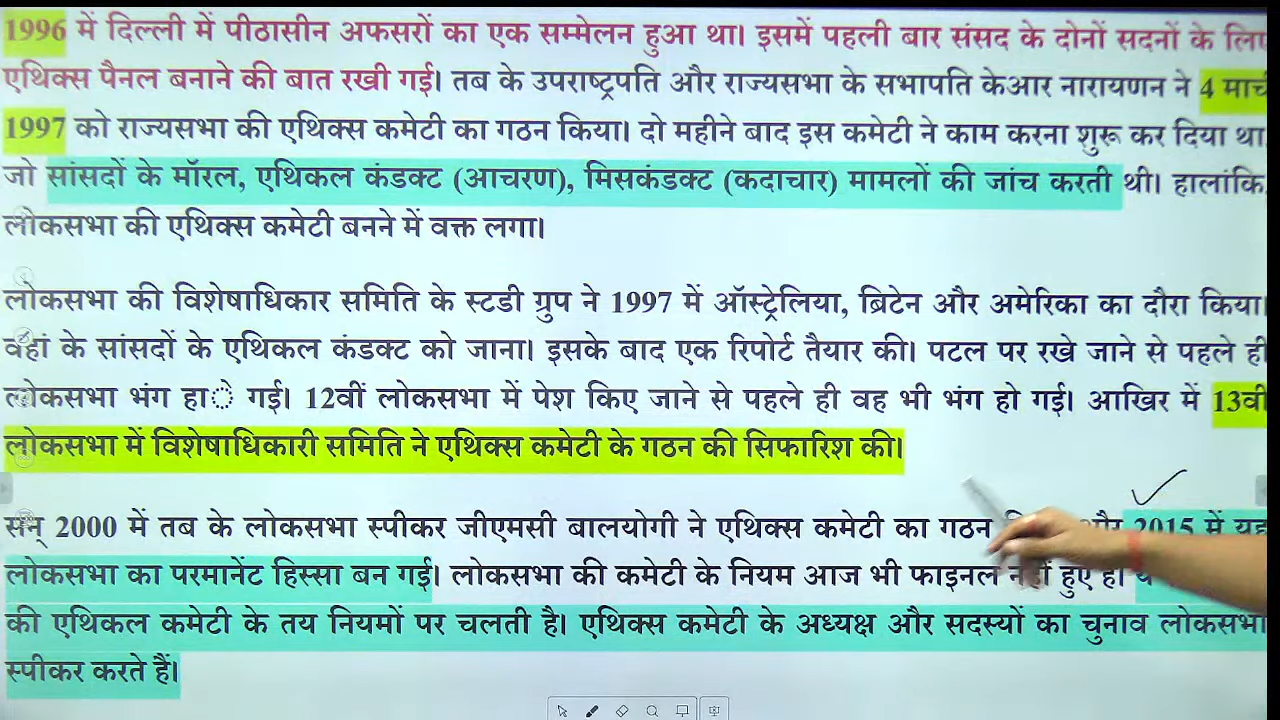 1996 में दिल्ली में पीठासीन अफसरों का एक सम्मेलन हुआ था। इसमें पहली बार संसद के दोनों सदनों के लिए
एथिक्स पैनल बनाने की बात रखी गई। तब के उपराष्ट्रपति और राज्यसभा के सभापति केआर नारायणन ने 4 मार्च
1997 को राज्यसभा की एथिक्स कमेटी का गठन किया। दो महीने बाद इस कमेटी ने काम करना शुरू कर दिया था,
जो सांसदों के मॉरल, एथिकल कंडक्ट (आचरण), मिसकंडक्ट (कदाचार) मामलों की जांच करती थी। हालांकि,
लोकसभा की एथिक्स कमेटी बनने में वक्त लगा।
लोकसभा की विशेषाधिकार समिति के स्टडी ग्रुप ने 1997 में ऑस्ट्रेलिया, ब्रिटेन और अमेरिका का दौरा किया।
वहां के सांसदों के एथिकल कंडक्ट को जाना। इसके बाद एक रिपोर्ट तैयार की। पटल पर रखे जाने से पहले ही
लोकसभा भंग हाे गई। 12वीं लोकसभा में पेश किए जाने से पहले ही वह भी भंग हो गई। आखिर में 13वीं
लोकसभा में विशेषाधिकारी समिति ने एथिक्स कमेटी के गठन की सिफारिश की।
सन् 2000 में तब के लोकसभा स्पीकर जीएमसी बालयोगी ने एथिक्स कमेटी का गठन और 2015 में यह
लोकसभा का परमानेंट हिस्सा बन गई। लोकसभा की कमेटी के नियम आज भी फाइनल नहीं हुए है।
की एथिकल कमेटी के तय नियमों पर चलती है। एथिक्स कमेटी के अध्यक्ष और सदस्यों का चुनाव लोकसभा
स्पीकर करते हैं।